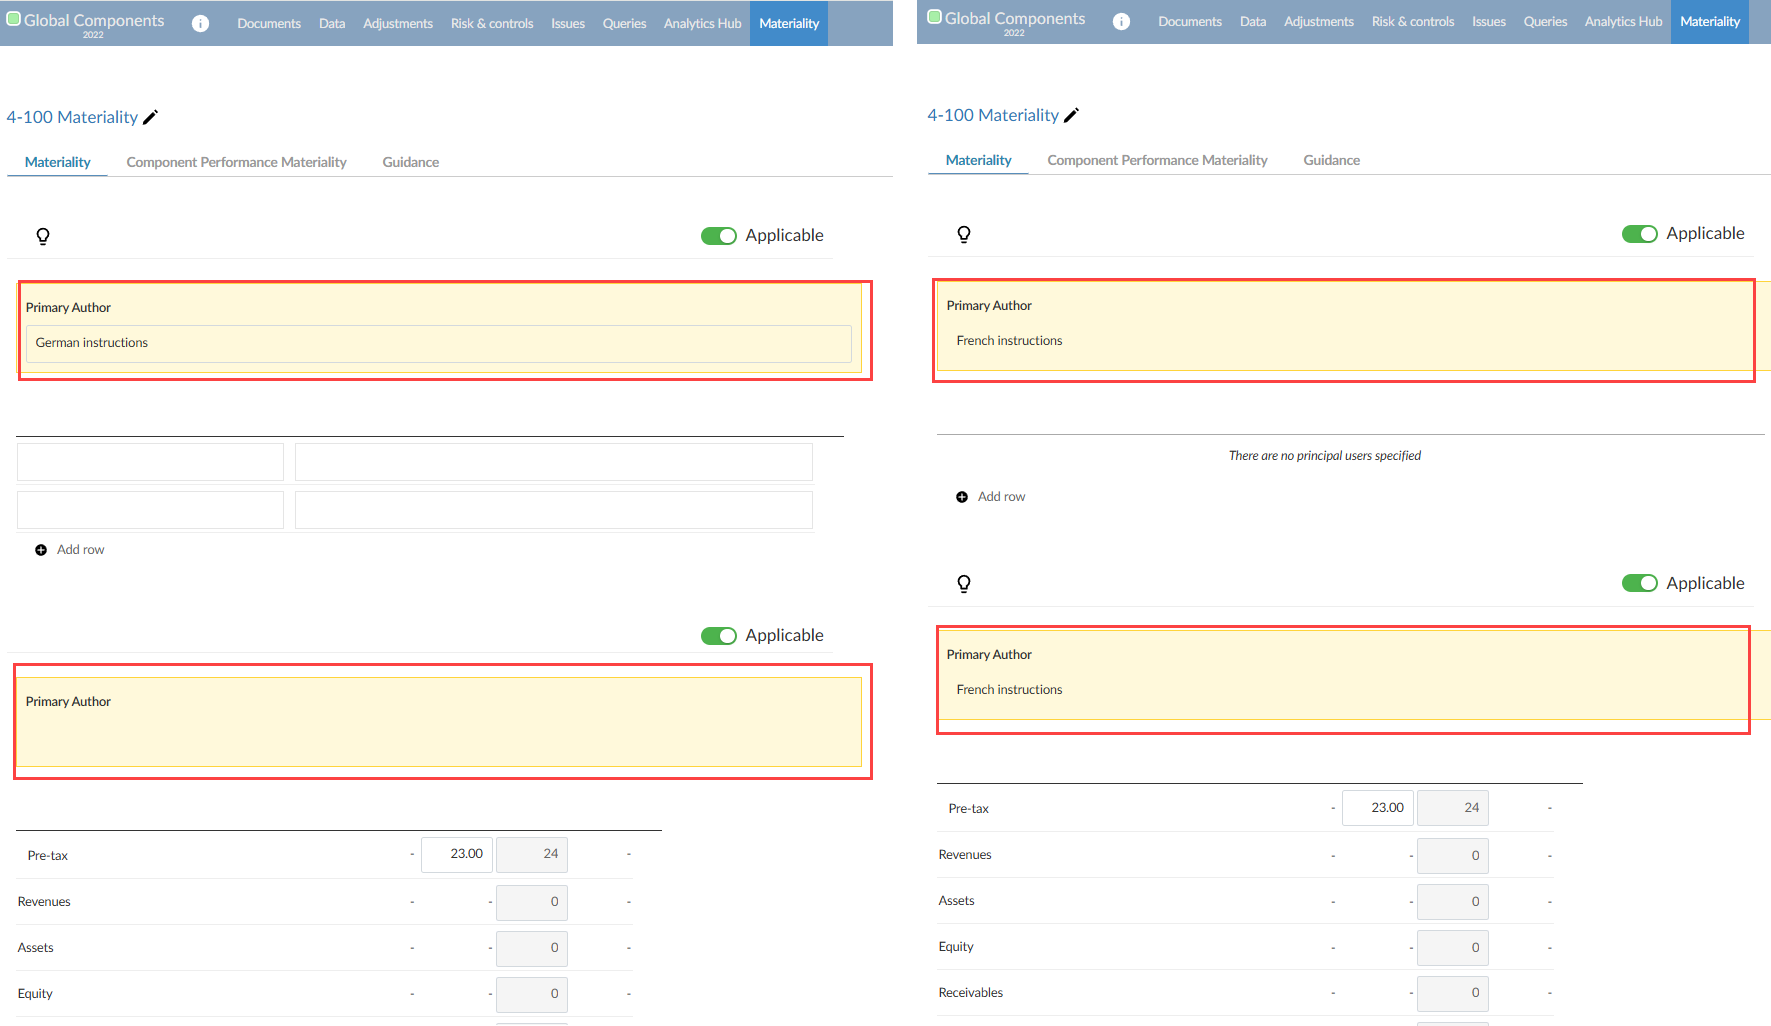 Global Components
2022
i
Documents Data Adjustments Risk & controls Issues Queries Analytics Hub Materiality
4-100 Materiality
Materiality Component Performance Materiality Guidance
Applicable
Primary Author
German instructions
Add row
Applicable
Primary Author
Pre-tax - 23.00 24 -
Revenues - - 0 -
Assets - - 0 -
Equity - - 0 -
Global Components
2022
i
Documents Data Adjustments Risk & controls Issues Queries Analytics Hub Materiality
4-100 Materiality
Materiality Component Performance Materiality Guidance
Applicable
Primary Author
French instructions
There are no principal users specified
Add row
Applicable
Primary Author
French instructions
Pre-tax - 23.00 24 -
Revenues - - 0 -
Assets - - 0 -
Equity - - 0 -
Receivables - - 0 -